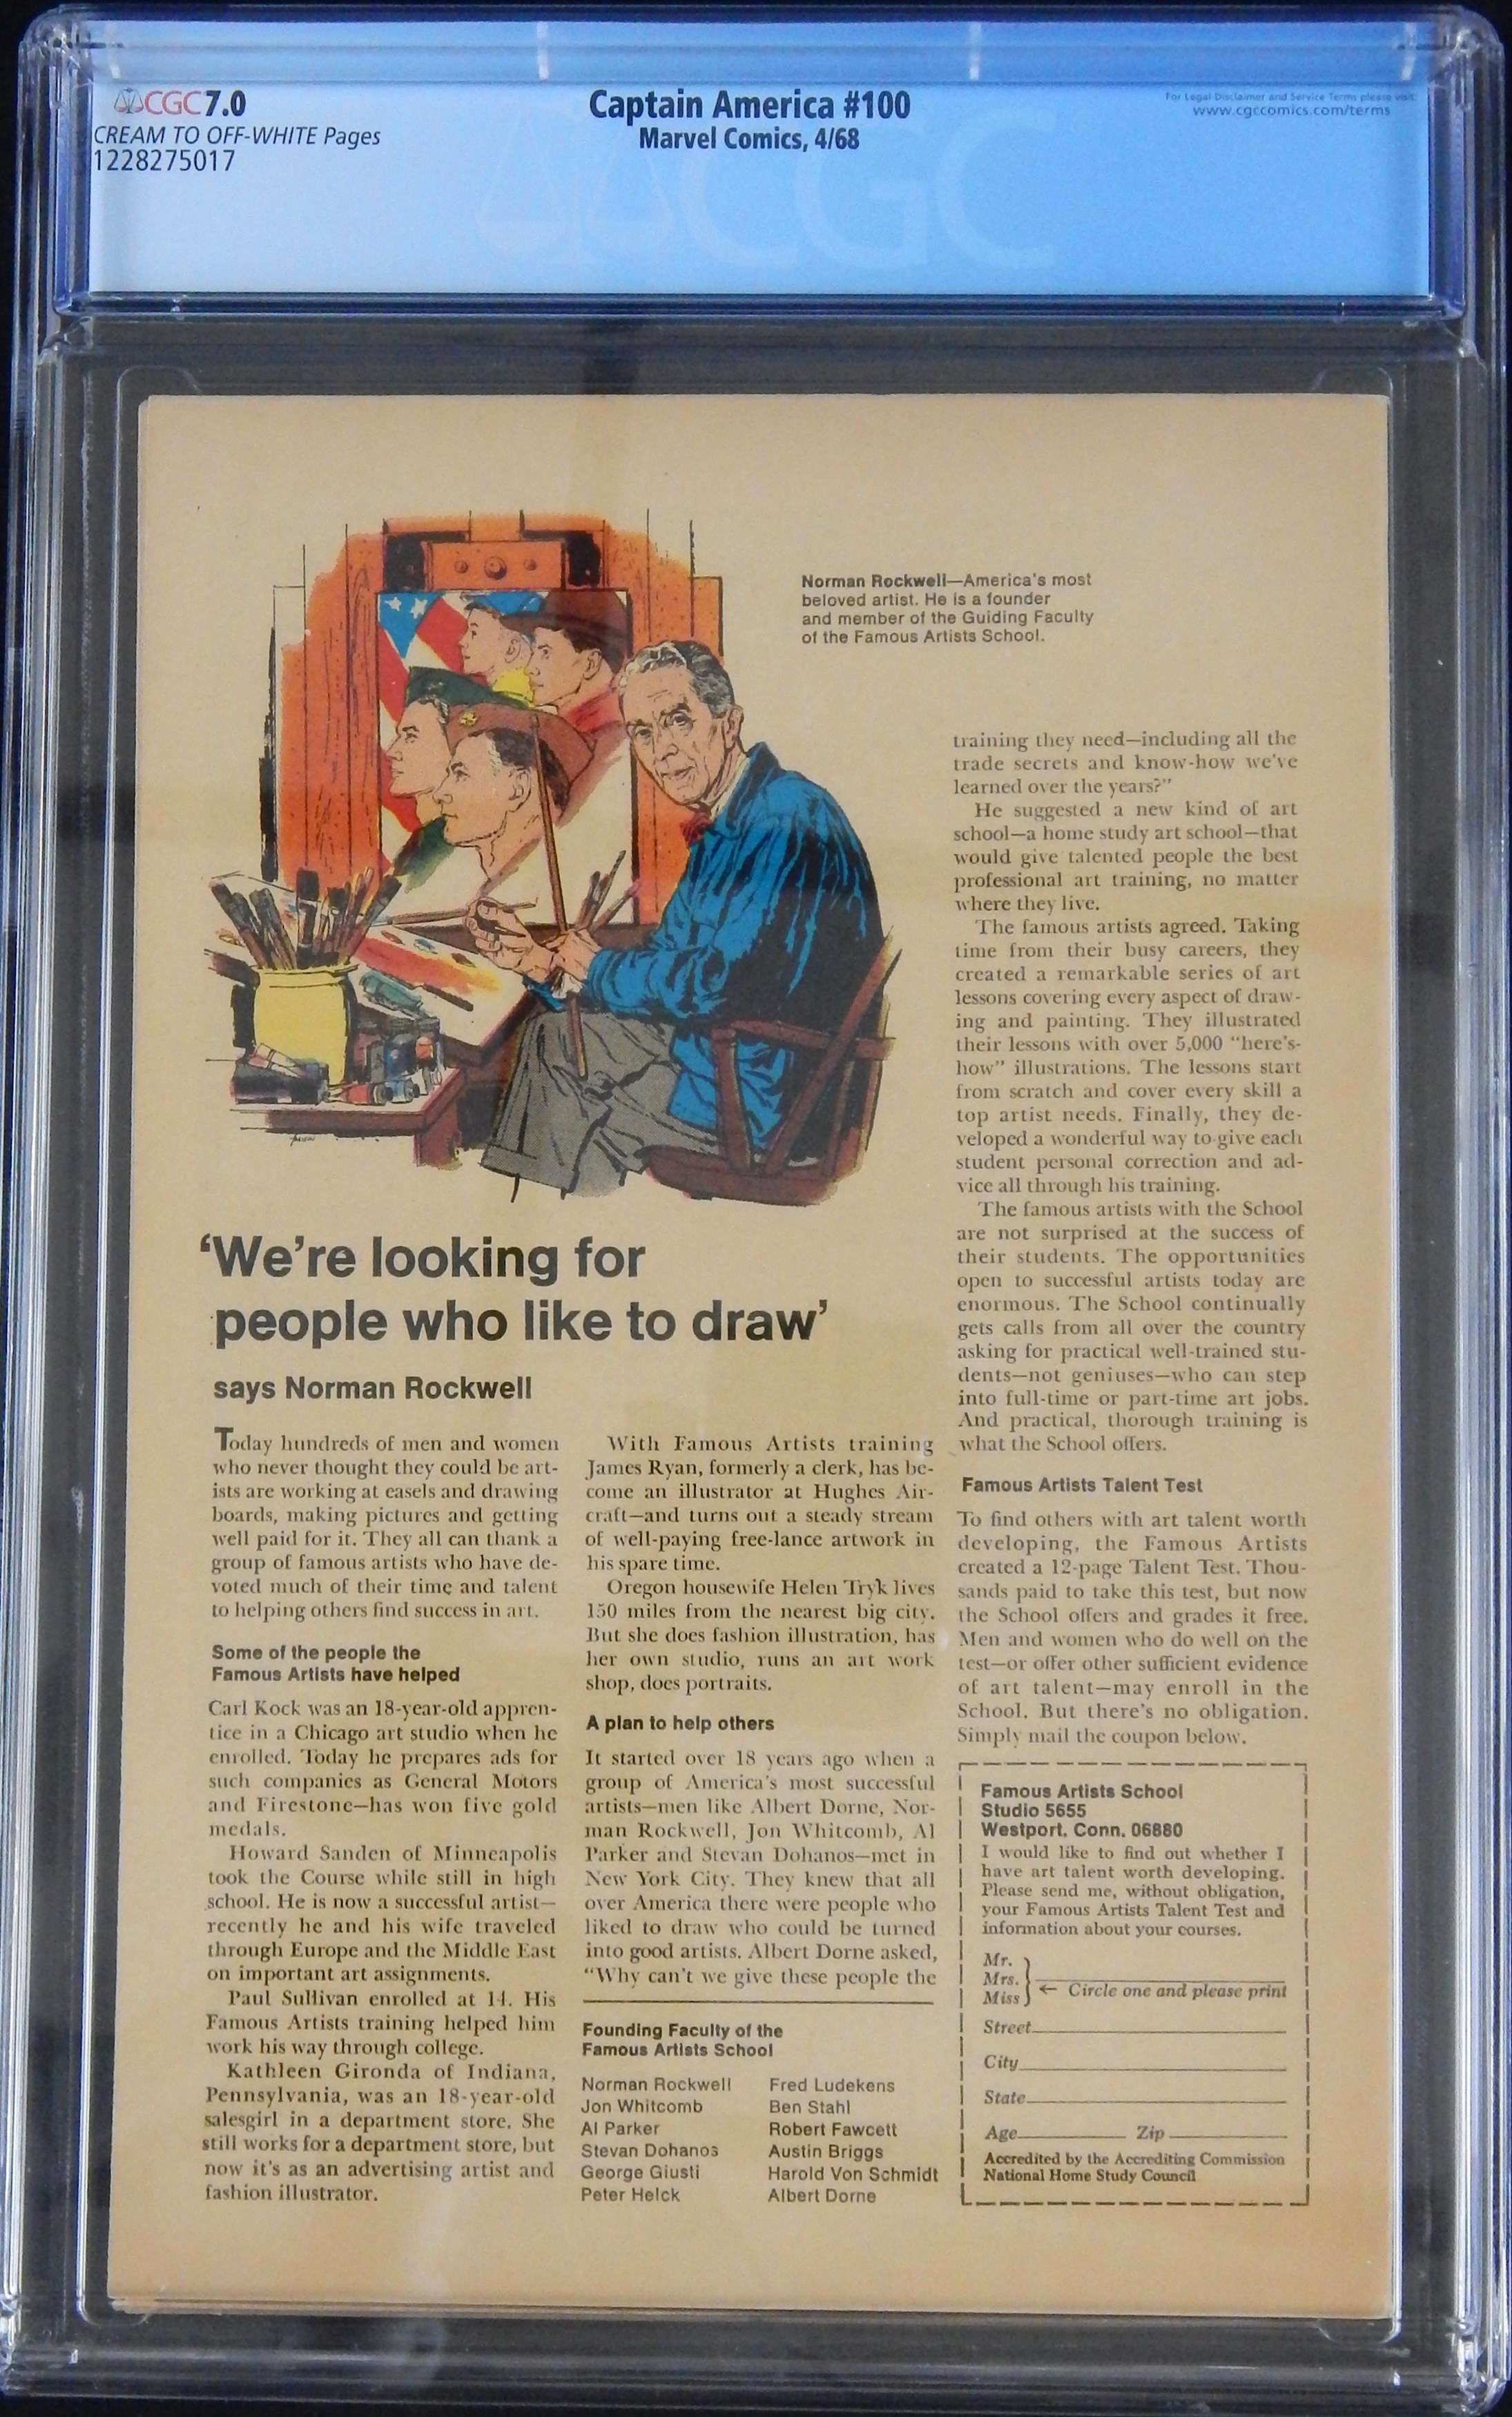 CGC 7.0
CREAM TO OFF-WHITE Pages
1228275017
Captain America #100
Marvel Comics, 4/68
For Legal Disclaimer and Service Terms please visit:
www.cgccomics.com/terms
CGC
Norman Rockwell—America's most
beloved artist. He is a founder
and member of the Guiding Faculty
of the Famous Artists School.
'We're looking for
people who like to draw'
says Norman Rockwell
Today hundreds of men and women
who never thought they could be art-
ists are working at easels and drawing
boards, making pictures and getting
well paid for it. They all can thank a
group of famous artists who have de-
voted much of their time and talent
to helping others find success in art.
Some of the people the
Famous Artists have helped
Carl Kock was an 18-year-old appren-
tice in a Chicago art studio when he
enrolled. Today he prepares ads for
such companies as General Motors
and Firestone—has won five gold
medals.
Howard Sanden of Minneapolis
took the Course while still in high
school. He is now a successful artist—
recently he and his wife traveled
through Europe and the Middle East
on important art assignments.
Paul Sullivan enrolled at 14. His
Famous Artists training helped him
work his way through college.
Kathleen Gironda of Indiana,
Pennsylvania, was an 18-year-old
salesgirl in a department store. She
still works for a department store, but
now it's as an advertising artist and
fashion illustrator.
With Famous Artists training
James Ryan, formerly a clerk, has be-
come an illustrator at Hughes Air-
craft—and turns out a steady stream
of well-paying free-lance artwork in
his spare time.
Oregon housewife Helen Tryk lives
150 miles from the nearest big city.
But she does fashion illustration, has
her own studio, runs an art work
shop, does portraits.
A plan to help others
It started over 18 years ago when a
group of America's most successful
artists—men like Albert Dorne, Nor-
man Rockwell, Jon Whitcomb, Al
Parker and Stevan Dohanos—met in
New York City. They knew that all
over America there were people who
liked to draw who could be turned
into good artists. Albert Dorne asked,
"Why can't we give these people the
Founding Faculty of the
Famous Artists School
Norman Rockwell
Jon Whitcomb
Al Parker
Stevan Dohanos
George Giusti
Peter Helck
Fred Ludekens
Ben Stahl
Robert Fawcett
Austin Briggs
Harold Von Schmidt
Albert Dorne
training they need—including all the
trade secrets and know-how we've
learned over the years?"
He suggested a new kind of art
school—a home study art school—that
would give talented people the best
professional art training, no matter
where they live.
The famous artists agreed. Taking
time from their busy careers, they
created a remarkable series of art
lessons covering every aspect of draw-
ing and painting. They illustrated
their lessons with over 5,000 "here's-
how" illustrations. The lessons start
from scratch and cover every skill a
top artist needs. Finally, they de-
veloped a wonderful way to give each
student personal correction and ad-
vice all through his training.
The famous artists with the School
are not surprised at the success of
their students. The opportunities
open to successful artists today are
enormous. The School continually
gets calls from all over the country
asking for practical well-trained stu-
dents—not geniuses—who can step
into full-time or part-time art jobs.
And practical, thorough training is
what the School offers.
Famous Artists Talent Test
To find others with art talent worth
developing, the Famous Artists
created a 12-page Talent Test. Thou-
sands paid to take this test, but now
the School offers and grades it free.
Men and women who do well on the
test—or offer other sufficient evidence
of art talent—may enroll in the
School. But there's no obligation.
Simply mail the coupon below.
Famous Artists School
Studio 5655
Westport, Conn. 06880
I would like to find out whether I
have art talent worth developing.
Please send me, without obligation,
your Famous Artists Talent Test and
information about your courses.
Mr.
Mrs.
Miss
← Circle one and please print
Street
City
State
Age Zip
Accredited by the Accrediting Commission
National Home Study Council